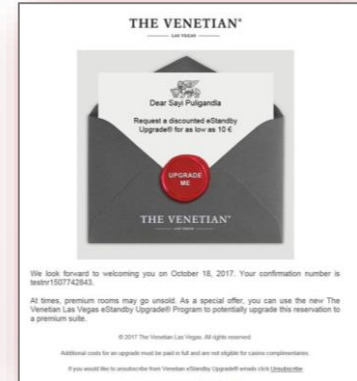 THE VENETIAN®
LAS VEGAS
Dear Sayi Puligandla
Request a discounted eStandby
Upgrade® for as low as 10 €
UPGRADE
ME
THE VENETIAN®
LAS VEGAS
We look forward to welcoming you on October 18, 2017. Your confirmation number is
testnr1507742843.
At times, premium rooms may go unsold. As a special offer, you can use the new The
Venetian Las Vegas eStandby Upgrade® Program to potentially upgrade this reservation to
a premium suite.
© 2017 The Venetian Las Vegas. All rights reserved.
Additional costs for an upgrade must be paid in full and are not eligible for casino complimentaries.
If you would like to unsubscribe from Venetian eStandby Upgrade® emails click Unsubscribe